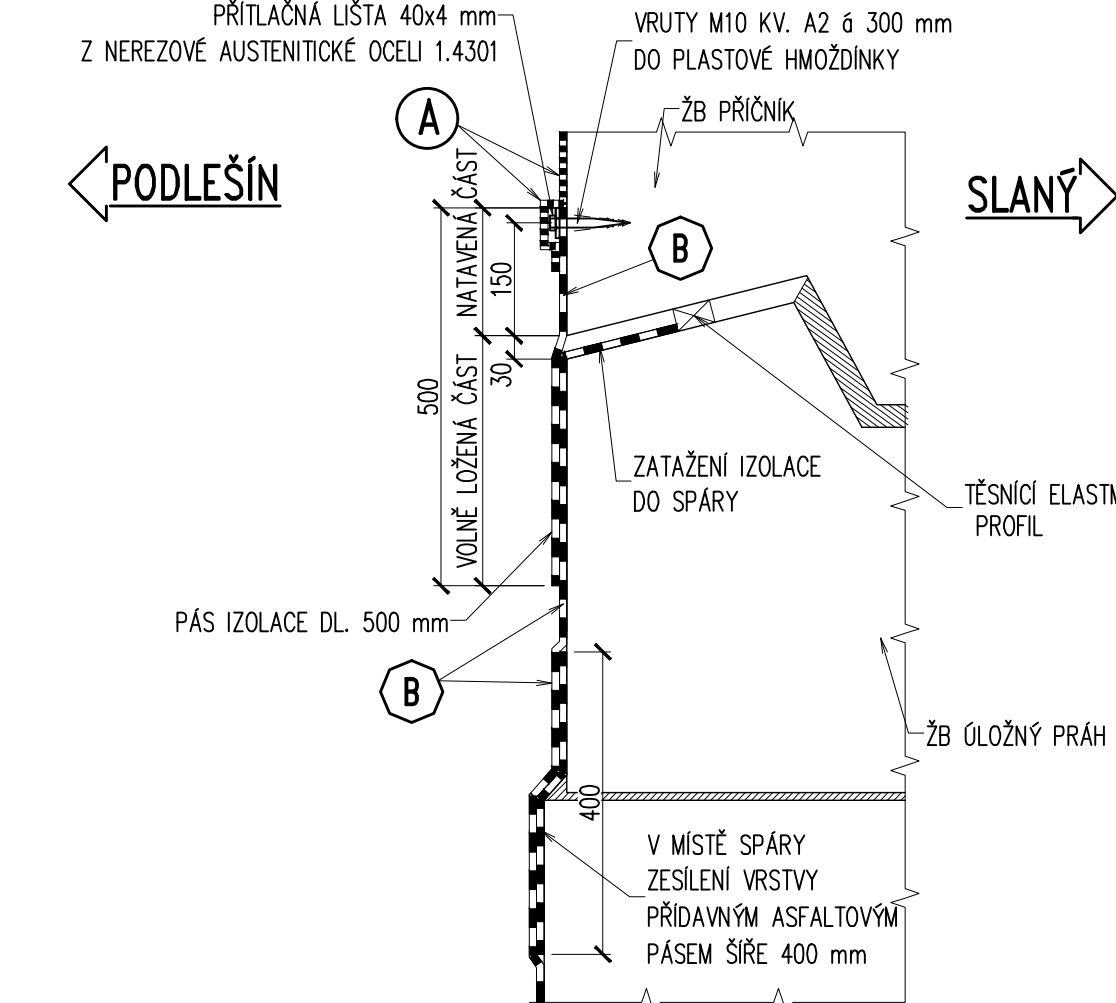 PŘÍTLAČNÁ LIŠTA 40x4 mm
Z NEREZOVÉ AUSTENITICKÉ OCELI 1.4301
VRUTY M10 KV. A2 á 300 mm
DO PLASTOVÉ HMOŽDÍNKY
ŽB PŘÍČNÍK
A
PODLEŠÍN
SLANÝ
NATAVENÁ ČÁST
150
B
30
500
VOLNĚ LOŽENÁ ČÁST
ZATAŽENÍ IZOLACE
DO SPÁRY
TĚSNÍCÍ ELASTM
PROFIL
PÁS IZOLACE DL. 500 mm
B
ŽB ÚLOŽNÝ PRÁH
400
V MÍSTĚ SPÁRY
ZESÍLENÍ VRSTVY
PŘÍDAVNÝM ASFALTOVÝM
PÁSEM ŠÍŘE 400 mm